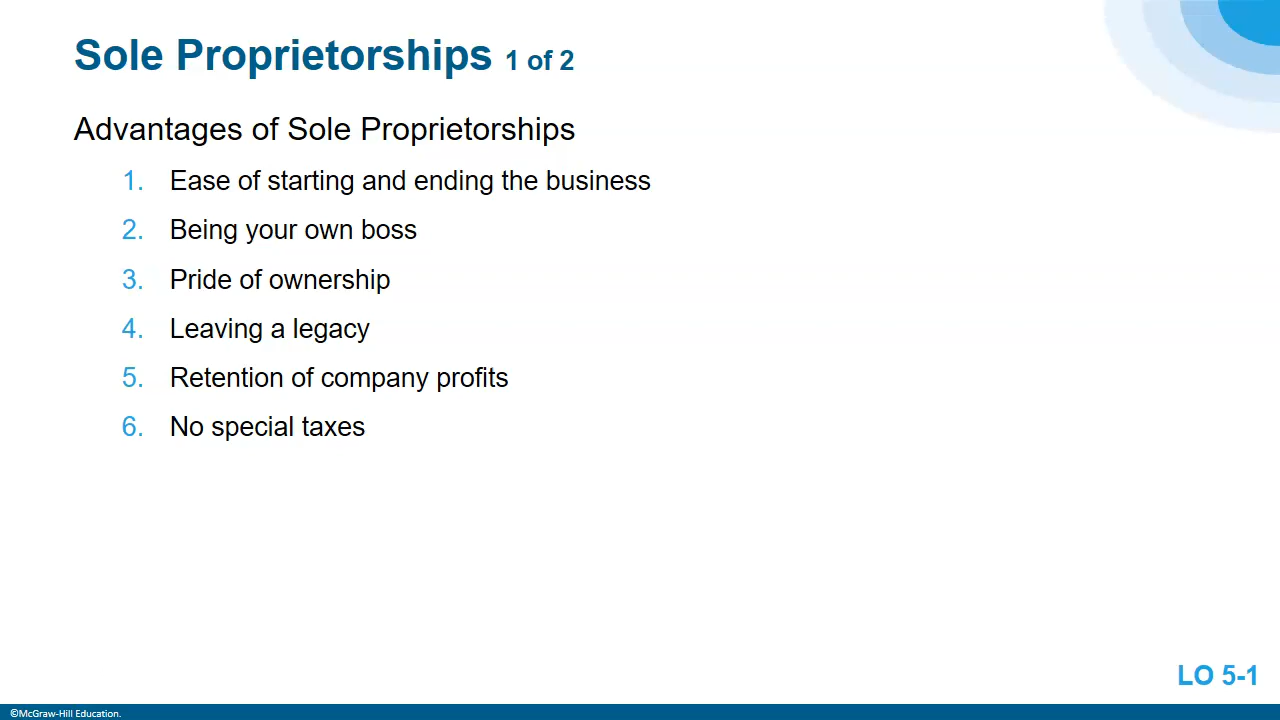 Sole Proprietorships 1 of 2
Advantages of Sole Proprietorships
1. Ease of starting and ending the business
2. Being your own boss
3. Pride of ownership
4. Leaving a legacy
5. Retention of company profits
6. No special taxes
LO 5-1
©McGraw-Hill Education.